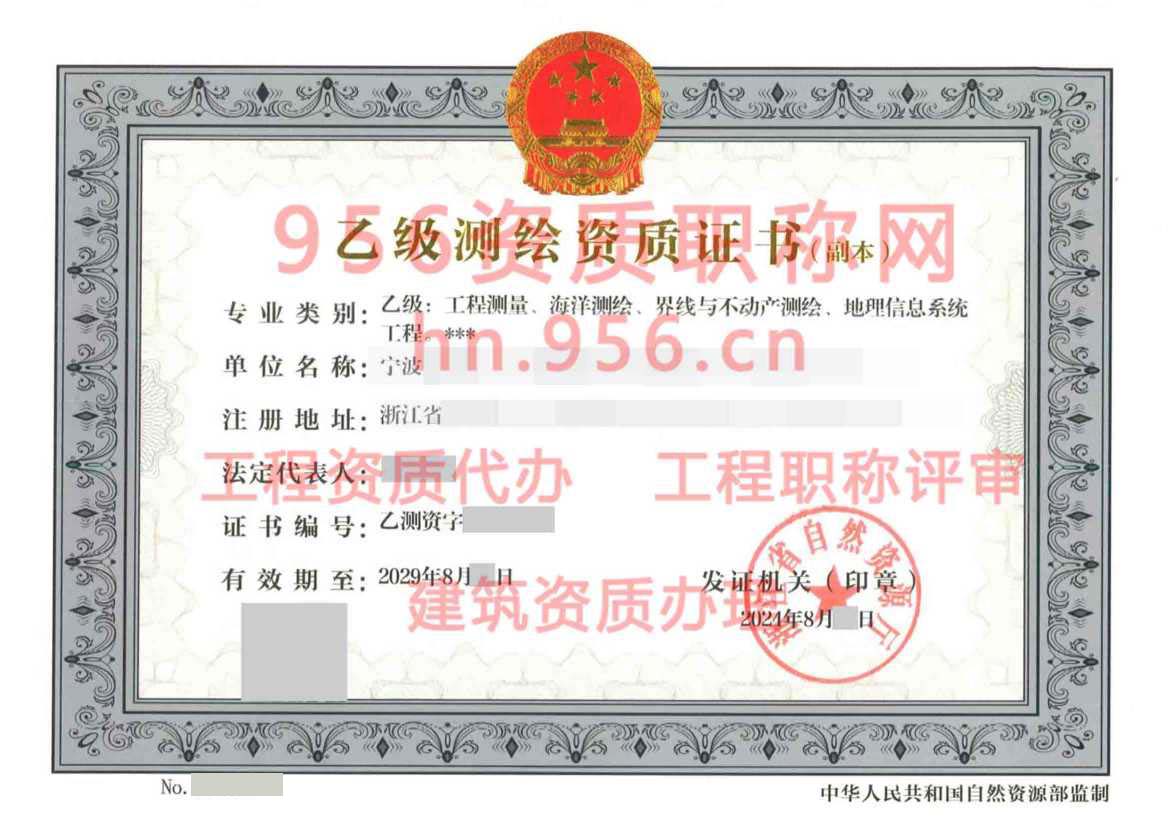 956资质职称网
乙级测绘资质证书(副本)
专业类别：乙级：工程测量、海洋测绘、界线与不动产测绘、地理信息系统
工程。***
hn.956.cn
单位名称：宁波
注册地址：浙江省
工程资质代办 工程职称评审
法定代表人：
证书编号：乙测资字
有效期至：2029年8月 日
建筑资质办理
发证机关（印章）
2024年8月 日
省自然资源厅
No.
中华人民共和国自然资源部监制